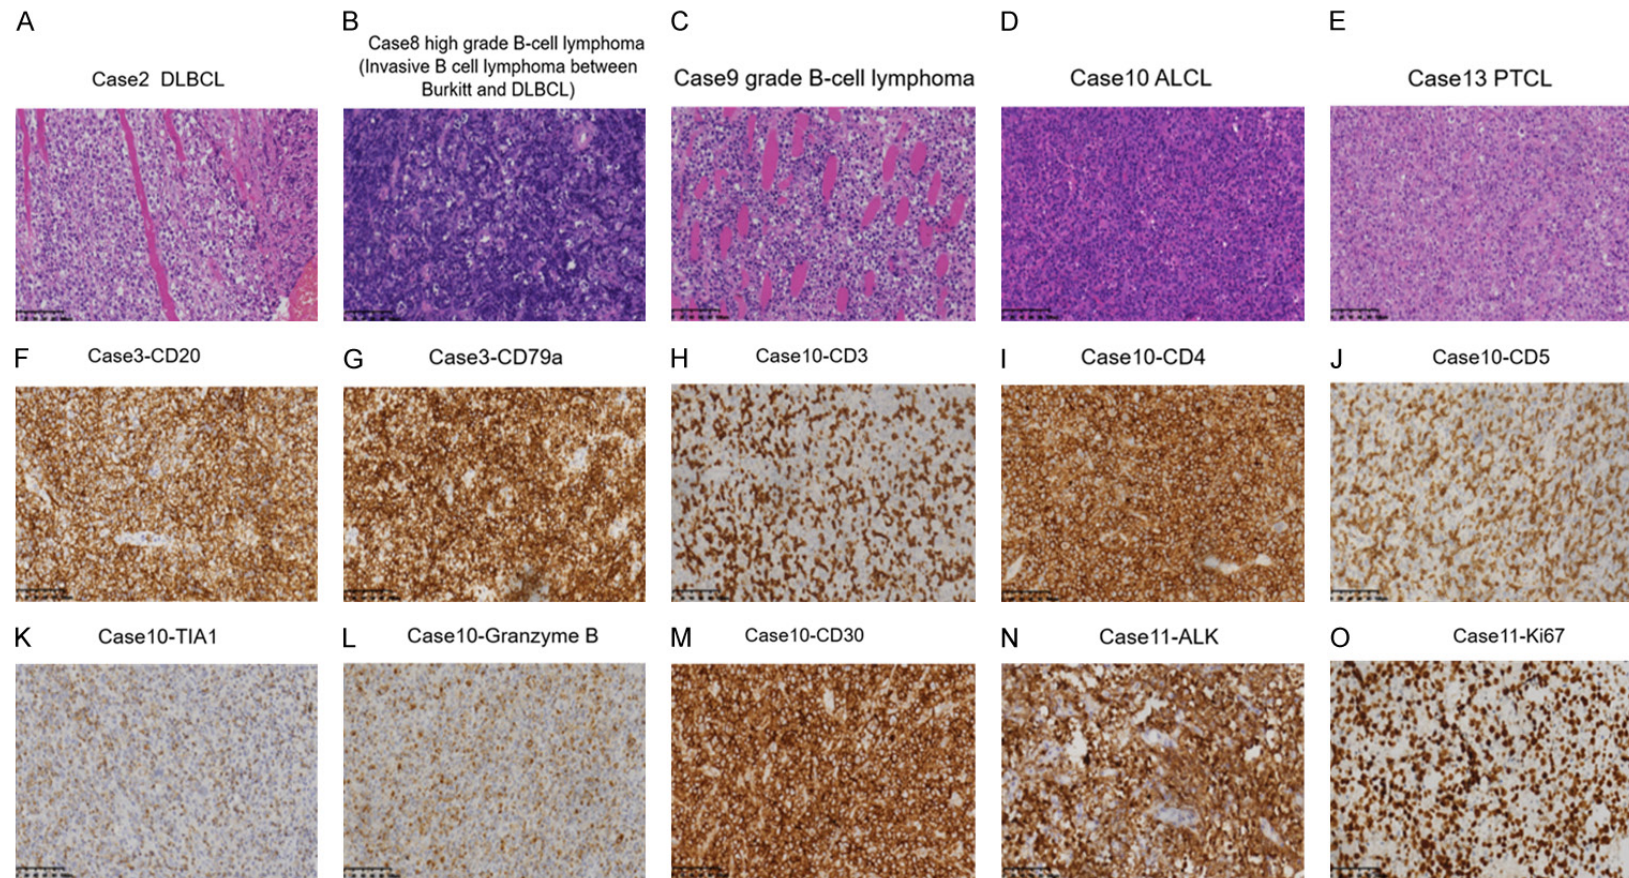 A
Case2 DLBCL
B
Case8 high grade B-cell lymphoma
(Invasive B cell lymphoma between
Burkitt and DLBCL)
C
Case9 grade B-cell lymphoma
D
Case10 ALCL
E
Case13 PTCL
F
Case3-CD20
G
Case3-CD79a
H
Case10-CD3
I
Case10-CD4
J
Case10-CD5
K
Case10-TIA1
L
Case10-Granzyme B
M
Case10-CD30
N
Case11-ALK
O
Case11-Ki67